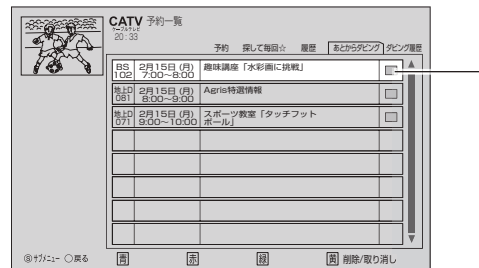 CATV 予約一覧
ケーブルテレビ
20:33
予約 探して毎回☆ 履歴 あとからダビング ダビング履歴
BS 102 2月15日(月) 7:00～8:00 趣味講座「水彩画に挑戦」
地上D 081 2月15日(月) 8:00～9:00 Agris特選情報
地上D 071 2月15日(月) 9:00～10:00 スポーツ教室「タッチフットボール」
Ⓢサブメニュー ○戻る 青 赤 緑 黄 削除/取り消し